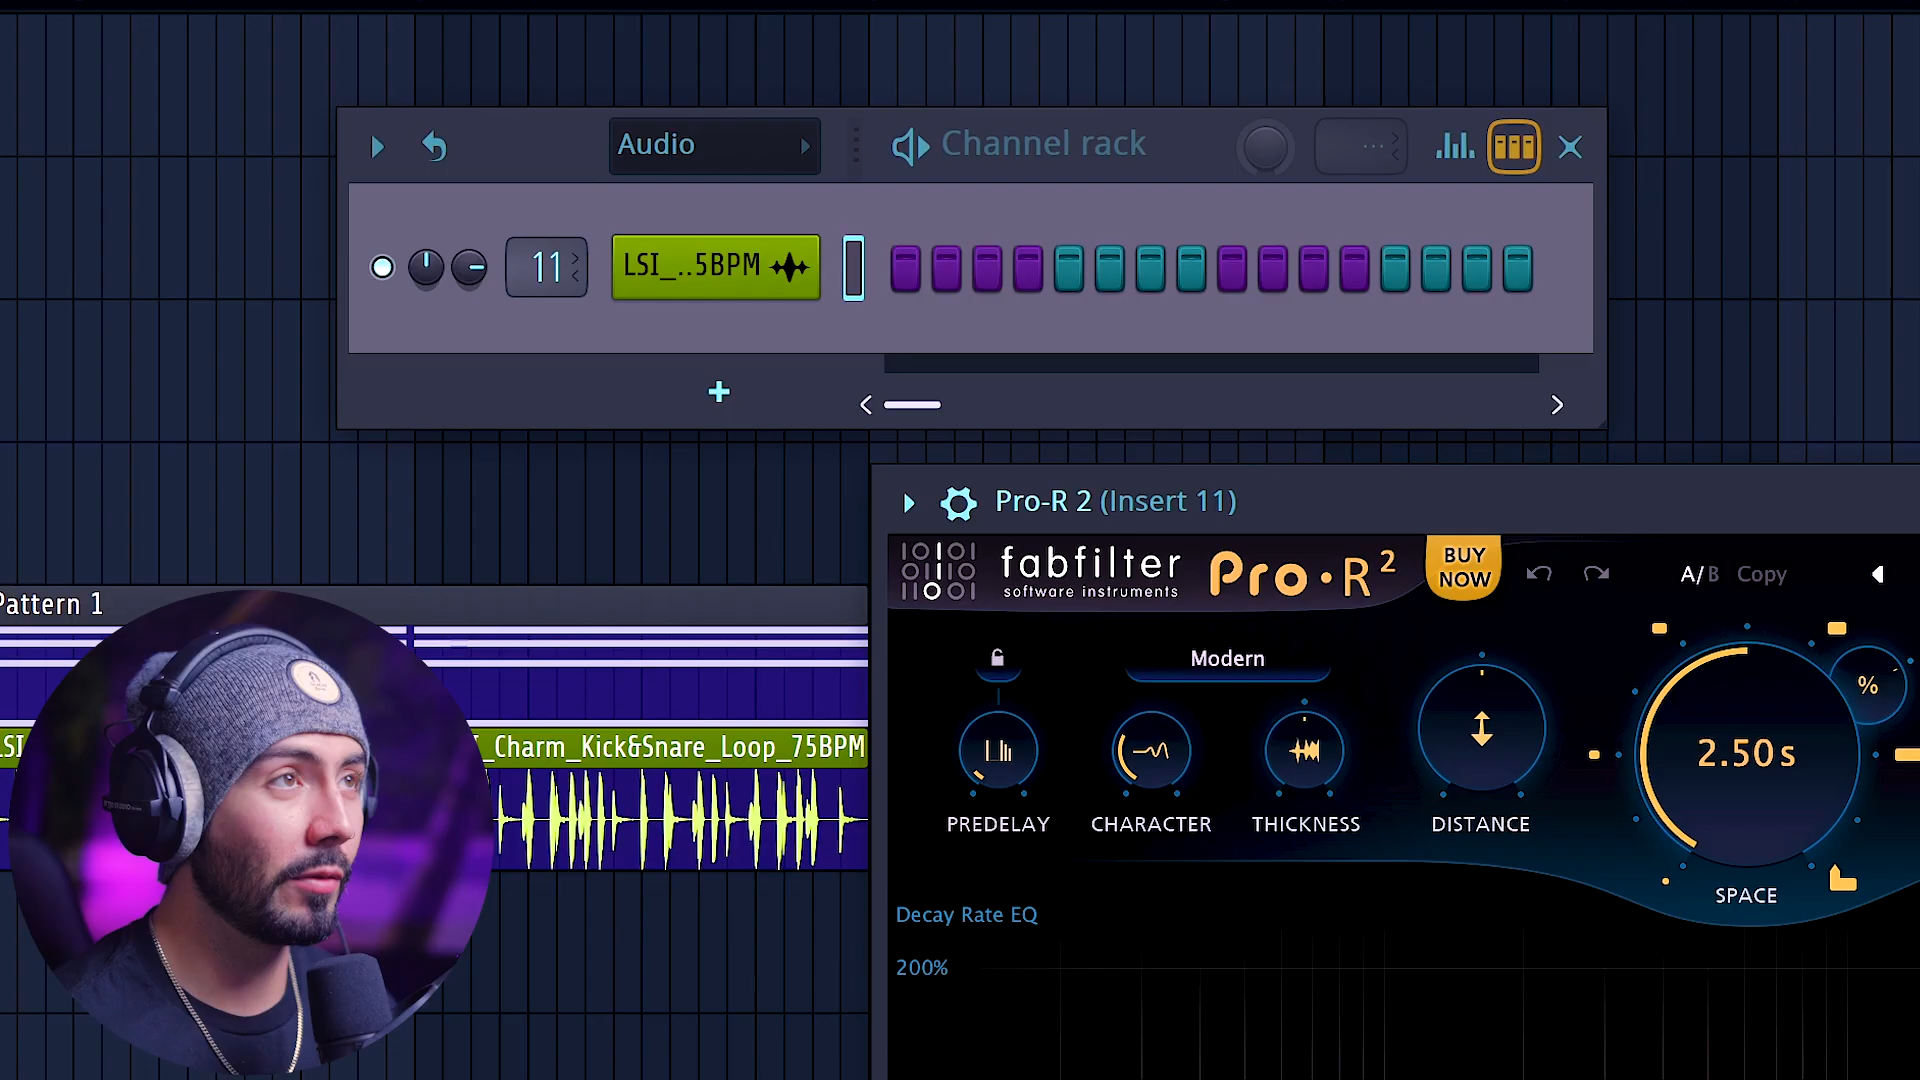 Audio
Channel rack
11
LSI_..5BPM
Pro-R 2 (Insert 11)
fabfilter
software instruments
Pro·R 2
BUY
NOW
A/B
Copy
Modern
%
2.50s
PREDELAY
CHARACTER
THICKNESS
DISTANCE
SPACE
Decay Rate EQ
200%
Pattern 1
_Charm_Kick&Snare_Loop_75BPM